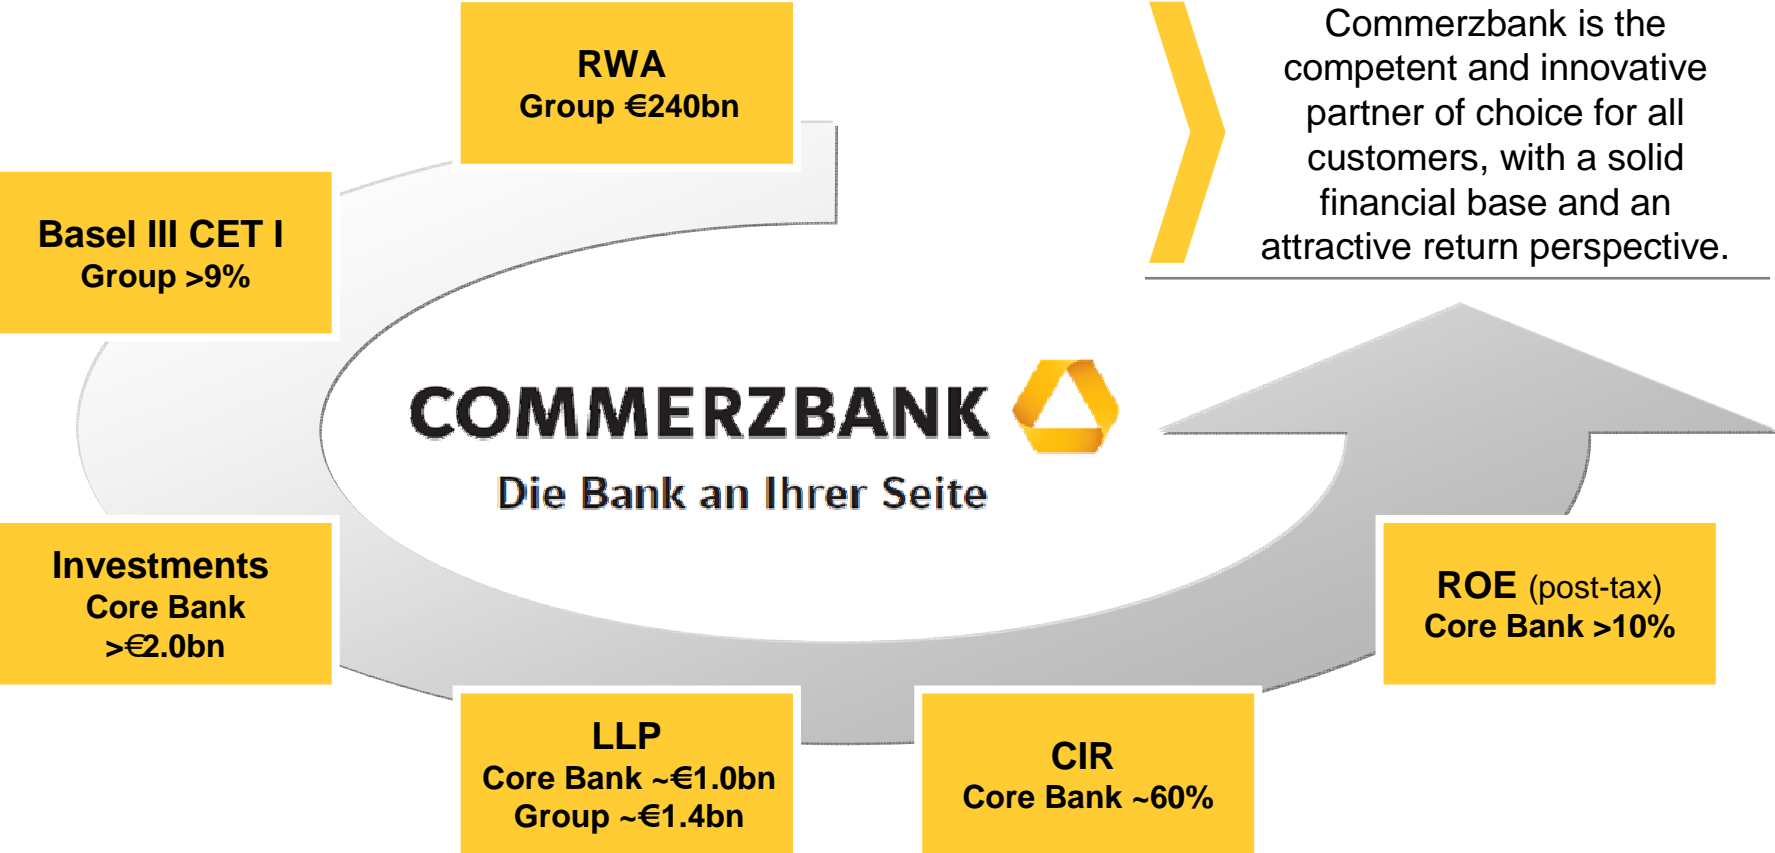 RWA
Group €240bn
Commerzbank is the
competent and innovative
partner of choice for all
customers, with a solid
financial base and an
attractive return perspective.
Basel III CET I
Group >9%
COMMERZBANK
Die Bank an Ihrer Seite
Investments
Core Bank
>€2.0bn
ROE (post-tax)
Core Bank >10%
LLP
Core Bank ~€1.0bn
Group ~€1.4bn
CIR
Core Bank ~60%